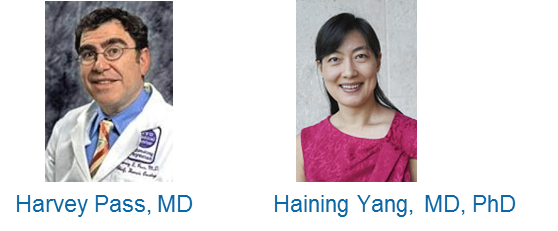 Harvey Pass, MD
Haining Yang, MD, PhD